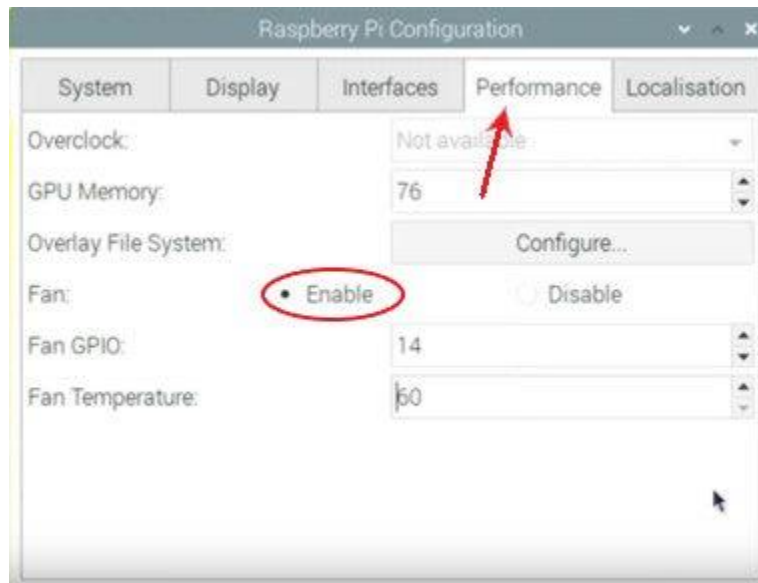 Raspberry Pi Configuration
System Display Interfaces Performance Localisation
Overclock: Not available
GPU Memory: 76
Overlay File System: Configure...
Fan: Enable Disable
Fan GPIO: 14
Fan Temperature: 60